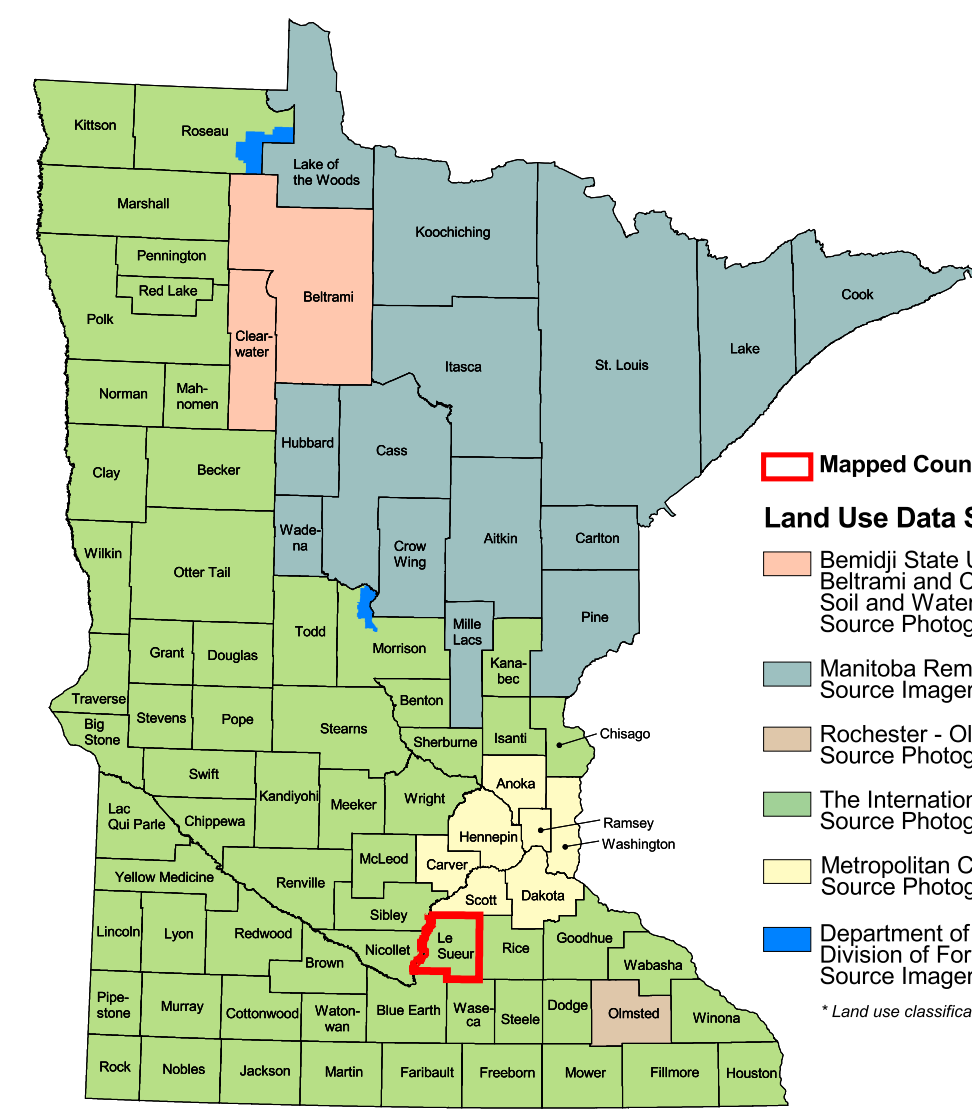 Kittson
Roseau
Lake of
the Woods
Marshall
Koochiching
Pennington
Red Lake
Beltrami
Polk
Cook
Clear-
water
Lake
Itasca
St. Louis
Norman
Mah-
nomen
Hubbard
Cass
Clay
Becker
Mapped Coun
Land Use Data S
Wade-
na
Crow
Wing
Aitkin
Carlton
Wilkin
Otter Tail
Bemidji State U
Beltrami and C
Soil and Water
Source Photog
Todd
Mille
Lacs
Pine
Grant
Douglas
Morrison
Kana-
bec
Manitoba Rem
Source Imager
Traverse
Benton
Big
Stone
Stevens
Pope
Stearns
Sherburne
Isanti
Chisago
Rochester - Ol
Source Photog
Swift
Anoka
Kandiyohi
Meeker
Wright
Lac
Qui Parle
Chippewa
Ramsey
The Internation
Source Photog
Hennepin
Washington
McLeod
Carver
Yellow Medicine
Renville
Metropolitan C
Source Photog
Scott
Dakota
Sibley
Lincoln
Lyon
Redwood
Nicollet
Le
Sueur
Rice
Goodhue
Department of
Division of For
Source Imager
Brown
Wabasha
Pipe-
stone
Murray
Cottonwood
Waton-
wan
Blue Earth
Wase-
ca
Steele
Dodge
Olmsted
Winona
* Land use classifica
Rock
Nobles
Jackson
Martin
Faribault
Freeborn
Mower
Fillmore
Houston